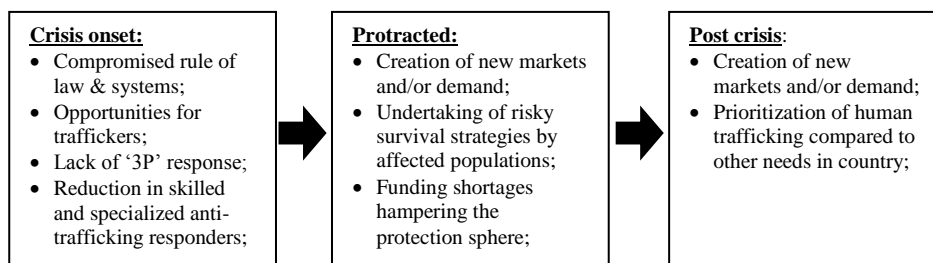 Crisis onset:
• Compromised rule of
law & systems;
• Opportunities for
traffickers;
• Lack of ‘3P’ response;
• Reduction in skilled
and specialized anti-
trafficking responders;
Protracted:
• Creation of new markets
and/or demand;
• Undertaking of risky
survival strategies by
affected populations;
• Funding shortages
hampering the
protection sphere;
Post crisis:
• Creation of new
markets and/or demand;
• Prioritization of human
trafficking compared to
other needs in country;